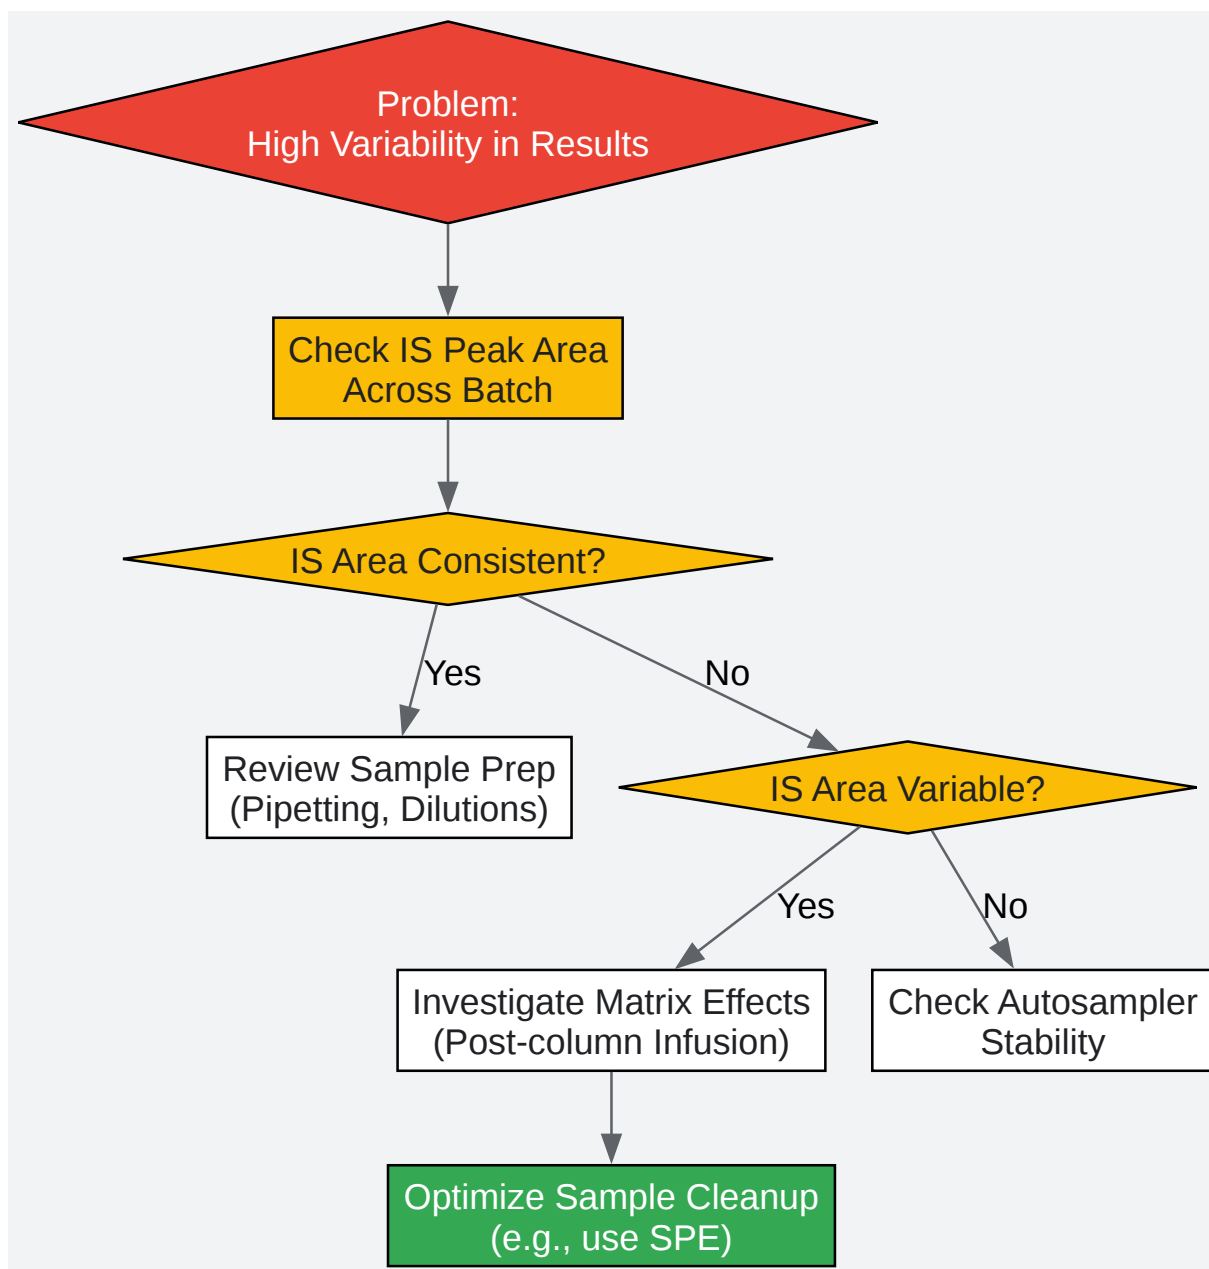 Problem:
High Variability in Results
Check IS Peak Area
Across Batch
IS Area Consistent?
Yes
No
Review Sample Prep
(Pipetting, Dilutions)
IS Area Variable?
Yes
No
Investigate Matrix Effects
(Post-column Infusion)
Check Autosampler
Stability
Optimize Sample Cleanup
(e.g., use SPE)